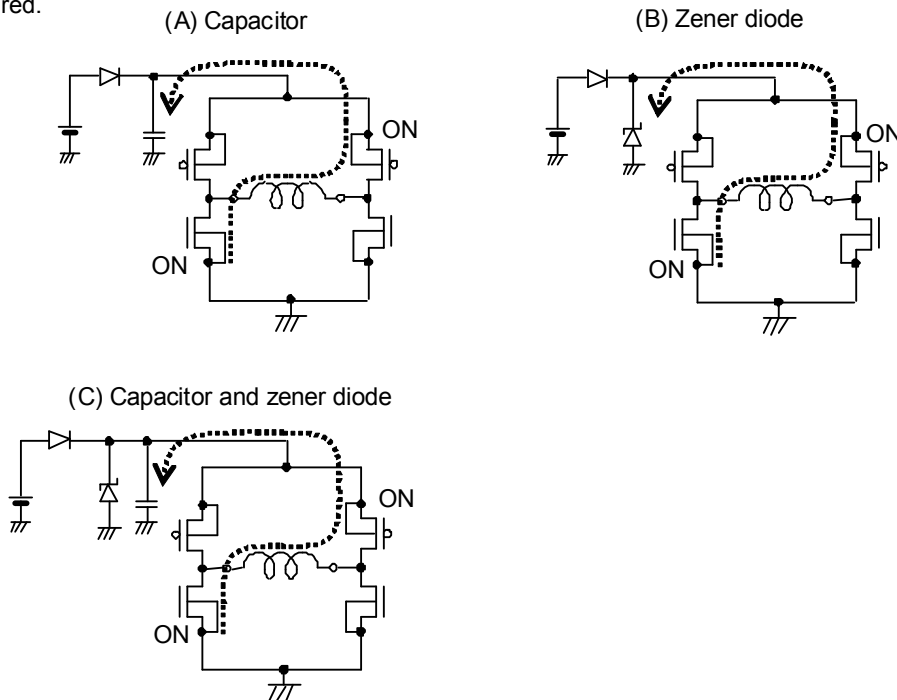 red.
(A) Capacitor
(B) Zener diode
ON
ON
ON
ON
(C) Capacitor and zener diode
ON
ON